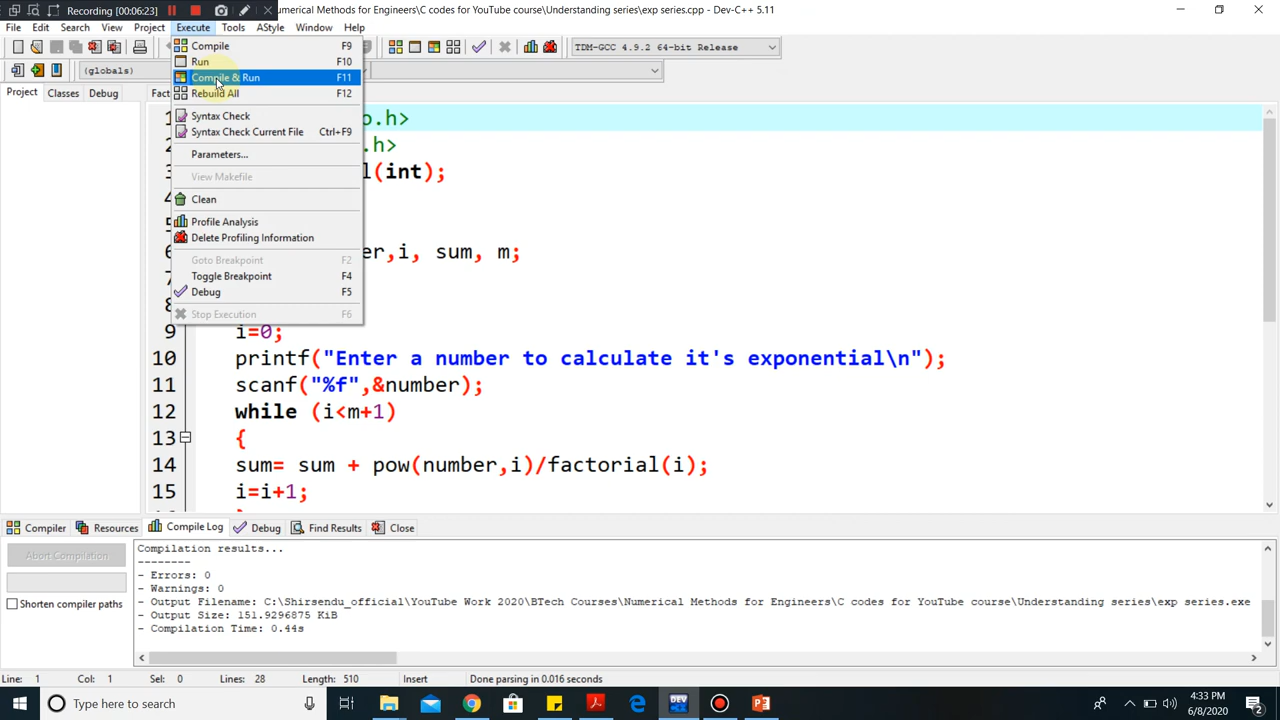 Recording [00:06:23]
numerical Methods for Engineers\C codes for YouTube course\Understanding series\exp series.cpp - Dev-C++ 5.11
File Edit Search View Project Execute Tools AStyle Window Help
Compile F9
Run F10
Compile & Run F11
Rebuild All F12
Syntax Check
Syntax Check Current File Ctrl+F9
Parameters...
View Makefile
Clean
Profile Analysis
Delete Profiling Information
Goto Breakpoint F2
Toggle Breakpoint F4
Debug F5
Stop Execution F6
TDM-GCC 4.9.2 64-bit Release
(globals)
Project Classes Debug
o.h>
.h>
l(int);
er,i, sum, m;
9 i=0;
10 printf("Enter a number to calculate it's exponential\n");
11 scanf("%f",&number);
12 while (i<m+1)
13 {
14 sum= sum + pow(number,i)/factorial(i);
15 i=i+1;
Compiler Resources Compile Log Debug Find Results Close
Abort Compilation
Shorten compiler paths
Compilation results...
--------
- Errors: 0
- Warnings: 0
- Output Filename: C:\Shirsendu_official\YouTube Work 2020\BTech Courses\Numerical Methods for Engineers\C Codes for YouTube course\Understanding series\exp series.exe
- Output Size: 151.9296875 KiB
- Compilation Time: 0.44s
Line: 1 Col: 1 Sel: 0 Lines: 28 Length: 510 Insert Done parsing in 0.016 seconds
Type here to search
DEV
4:33 PM
6/8/2020
2